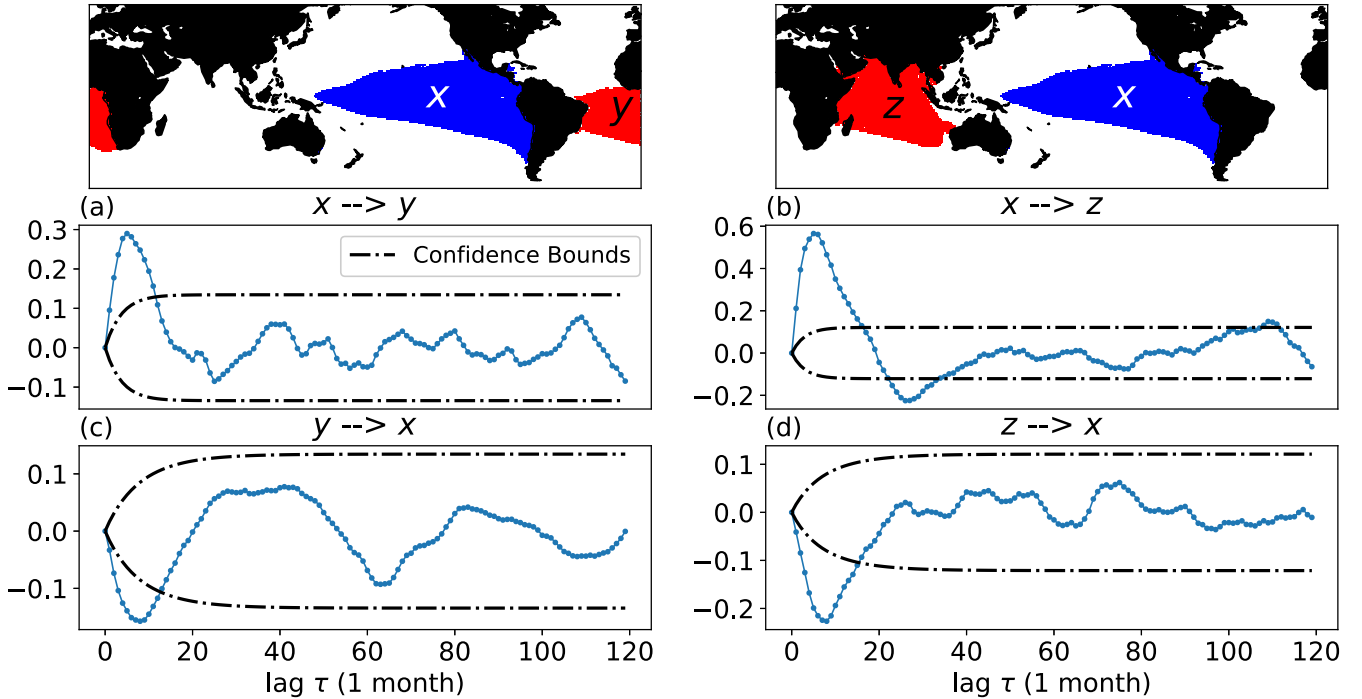 x y
z x
(a) x --> y
0.3
0.2
0.1
0.0
−0.1
Confidence Bounds
(b) x --> z
0.6
0.4
0.2
0.0
−0.2
(c) y --> x
0.1
0.0
−0.1
0 20 40 60 80 100 120
lag τ (1 month)
(d) z --> x
0.1
0.0
−0.1
−0.2
0 20 40 60 80 100 120
lag τ (1 month)